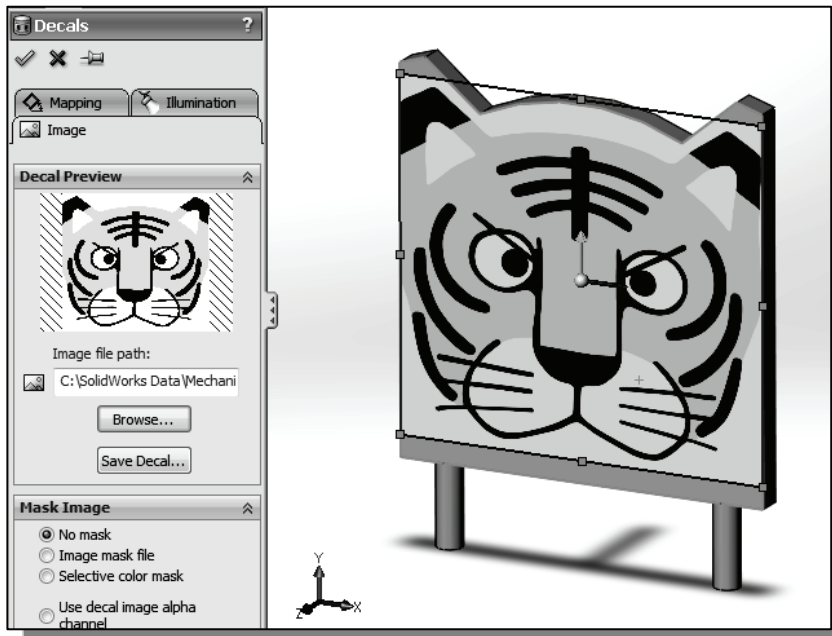 Decals ?
Mapping Illumination
Image
Decal Preview
Image file path:
C:\SolidWorks Data\Mechani
Browse...
Save Decal...
Mask Image
No mask
Image mask file
Selective color mask
Use decal image alpha
channel
Y
Z X